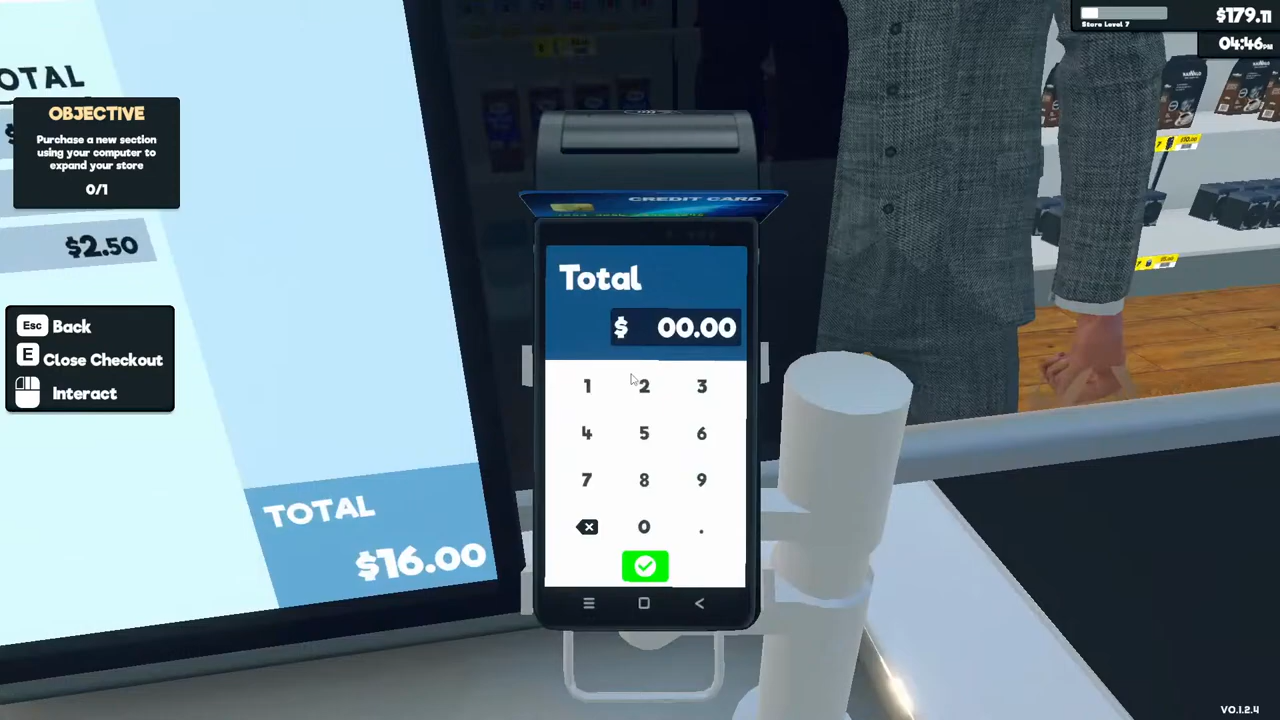 $179.11
Store Level 7
04:46PM
OTAL
OBJECTIVE
Purchase a new section
using your computer to
expand your store
0/1
$2.50
Esc Back
E Close Checkout
Interact
CREDIT CARD
Total
$ 00.00
1 2 3
4 5 6
7 8 9
0 .
TOTAL
$16.00
V0.1.2.4